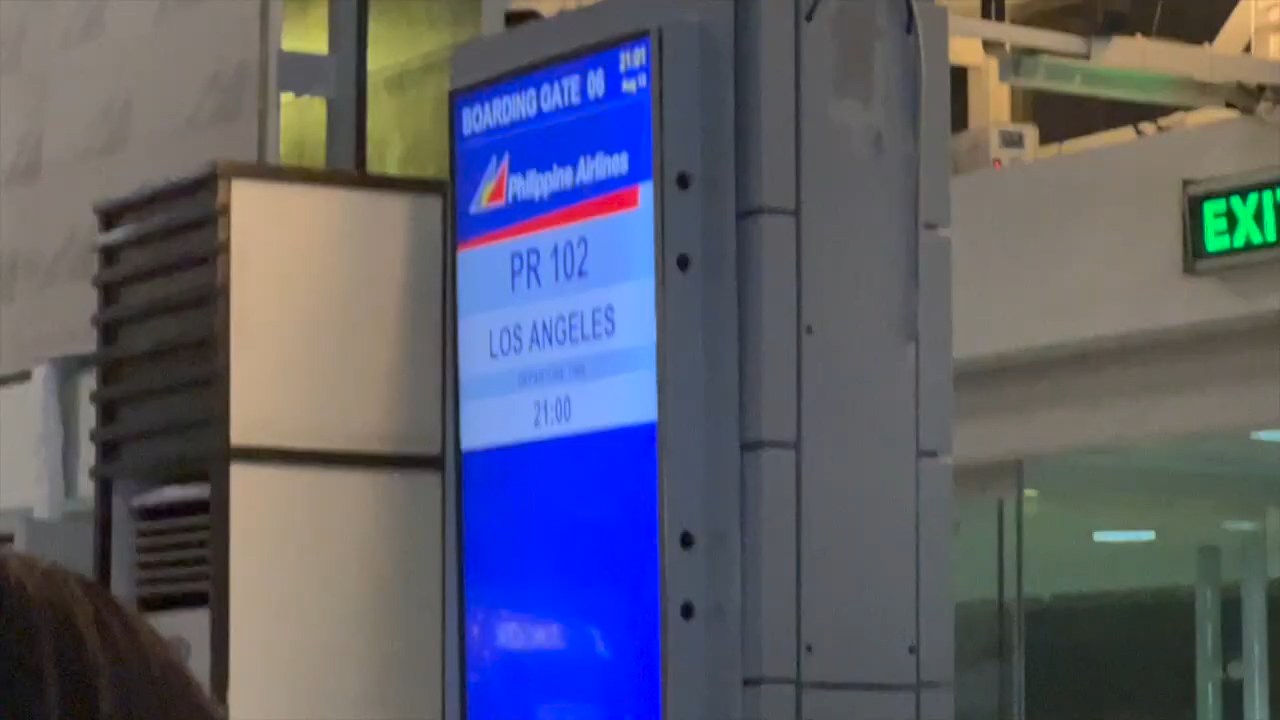 21:01
BOARDING GATE 06
Philippine Airlines
PR 102
LOS ANGELES
DEPARTURE TIME
21:00
EXIT